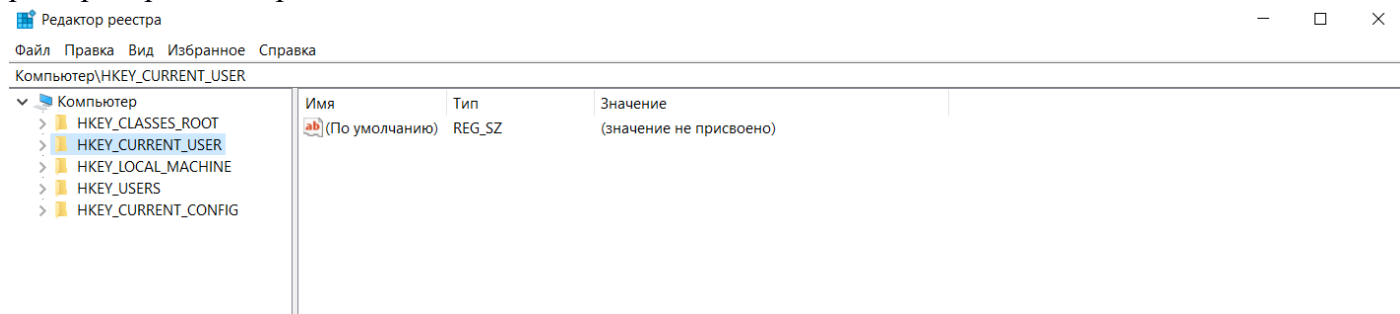 Редактор реестра
Файл Правка Вид Избранное Справка
Компьютер\HKEY_CURRENT_USER
Компьютер
HKEY_CLASSES_ROOT
HKEY_CURRENT_USER
HKEY_LOCAL_MACHINE
HKEY_USERS
HKEY_CURRENT_CONFIG
Имя Тип Значение
ab (По умолчанию) REG_SZ (значение не присвоено)